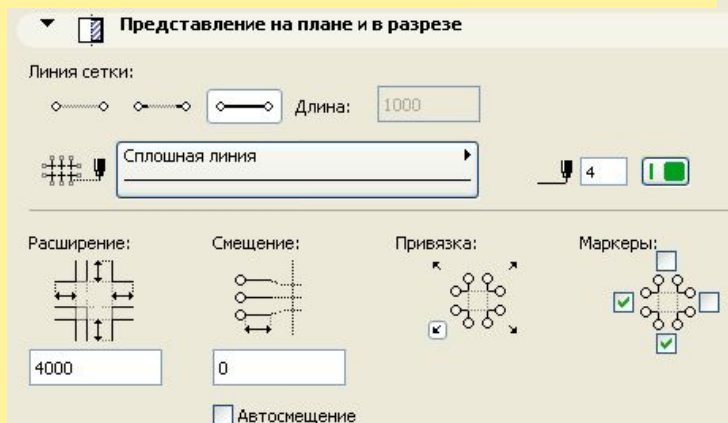 Представление на плане и в разрезе
Линия сетки:
Длина: 1000
Сплошная линия
4
Расширение: Смещение: Привязка: Маркеры:
4000 0
Автосмещение